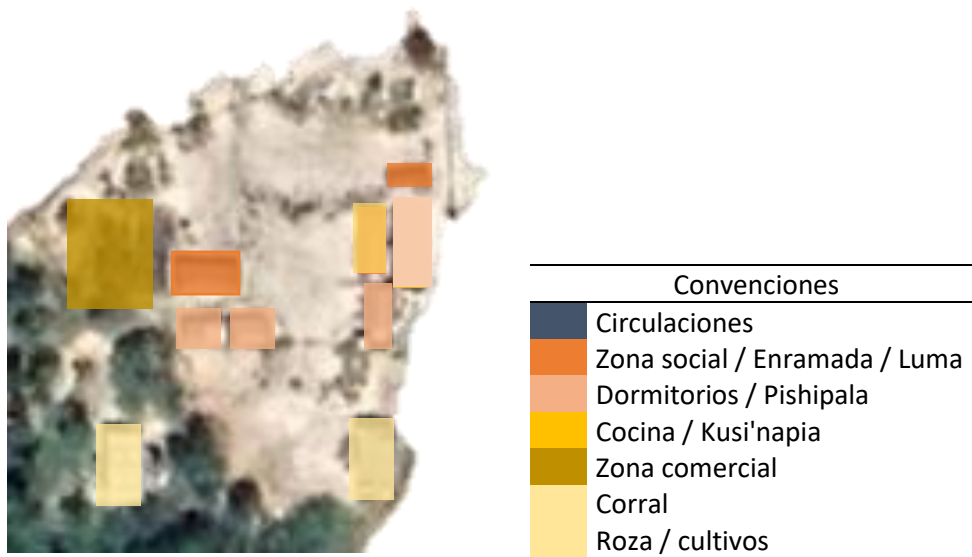 Convenciones
Circulaciones
Zona social / Enramada / Luma
Dormitorios / Pishipala
Cocina / Kusi'napia
Zona comercial
Corral
Roza / cultivos